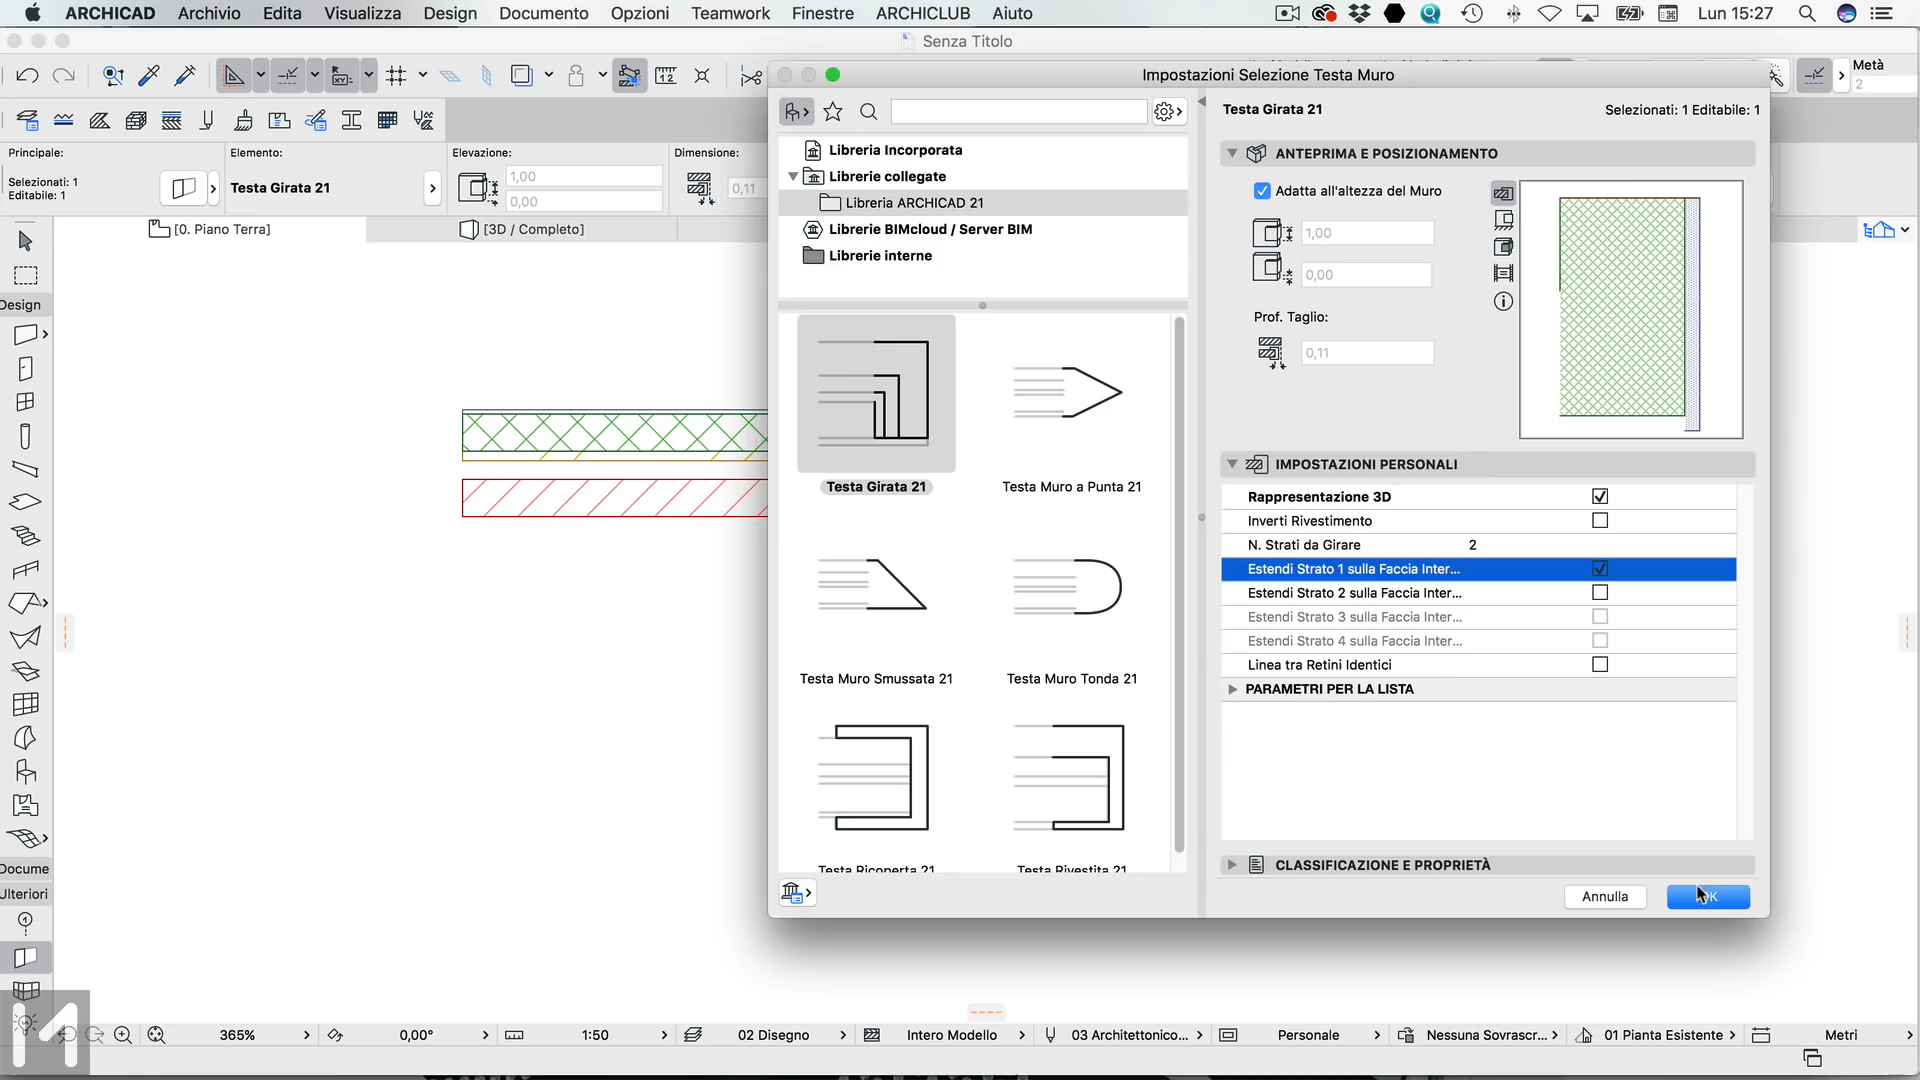 ARCHICAD Archivio Edita Visualizza Design Documento Opzioni Teamwork Finestre ARCHICLUB Aiuto Lun 15:27
Senza Titolo
Metà
2
Impostazioni Selezione Testa Muro
Testa Girata 21
Selezionati: 1 Editabile: 1
Principale:
Selezionati: 1
Editabile: 1
Elemento:
Testa Girata 21
Elevazione:
1,00
0,00
Dimensione:
0,11
[0. Piano Terra]
[3D / Completo]
Design
Docume
Ulteriori
Libreria Incorporata
Librerie collegate
Libreria ARCHICAD 21
Librerie BIMcloud / Server BIM
Librerie interne
Testa Girata 21
Testa Muro a Punta 21
Testa Muro Smussata 21
Testa Muro Tonda 21
Testa Ricoperta 21
Testa Rivestita 21
ANTEPRIMA E POSIZIONAMENTO
Adatta all'altezza del Muro
1,00
0,00
Prof. Taglio:
0,11
IMPOSTAZIONI PERSONALI
Rappresentazione 3D
Inverti Rivestimento
N. Strati da Girare 2
Estendi Strato 1 sulla Faccia Inter...
Estendi Strato 2 sulla Faccia Inter...
Estendi Strato 3 sulla Faccia Inter...
Estendi Strato 4 sulla Faccia Inter...
Linea tra Retini Identici
PARAMETRI PER LA LISTA
CLASSIFICAZIONE E PROPRIETÀ
Annulla
365% 0,00° 1:50 02 Disegno Intero Modello 03 Architettonico... Personale Nessuna Sovrascr... 01 Pianta Esistente Metri